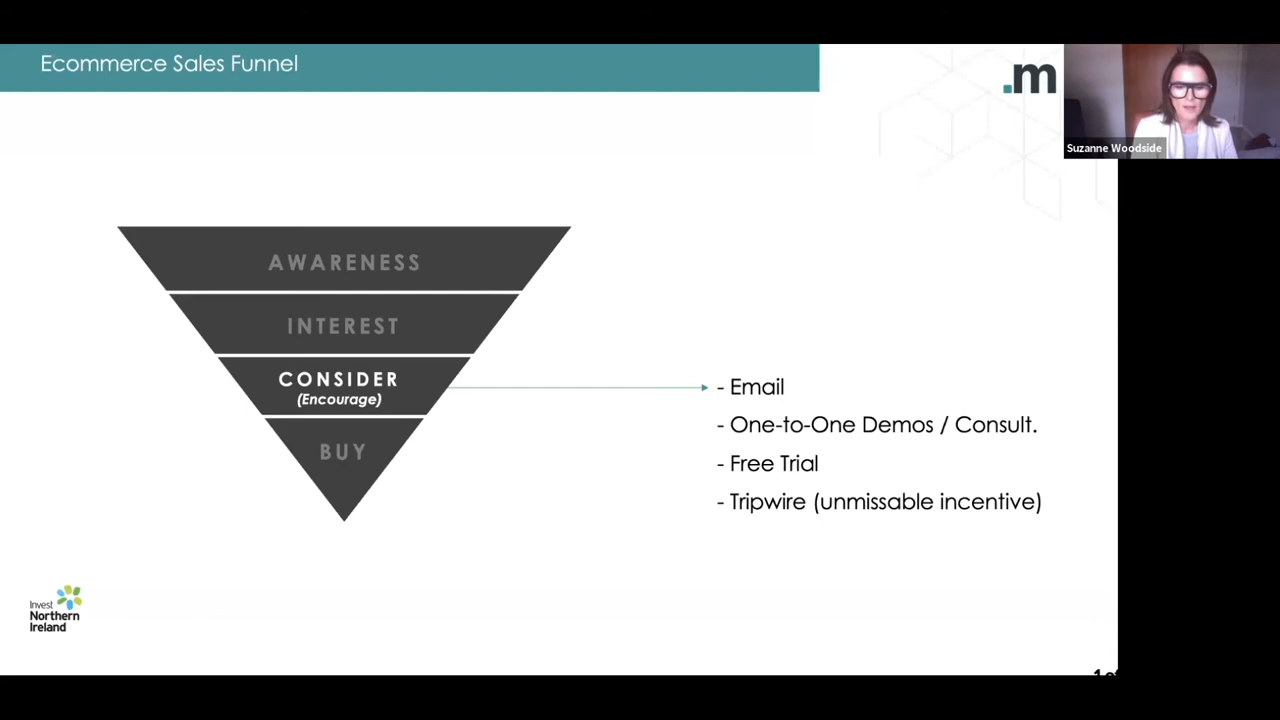 Ecommerce Sales Funnel
.m
Suzanne Woodside
AWARENESS
INTEREST
CONSIDER
(Encourage)
BUY
- Email
- One-to-One Demos / Consult.
- Free Trial
- Tripwire (unmissable incentive)
Invest
Northern
Ireland